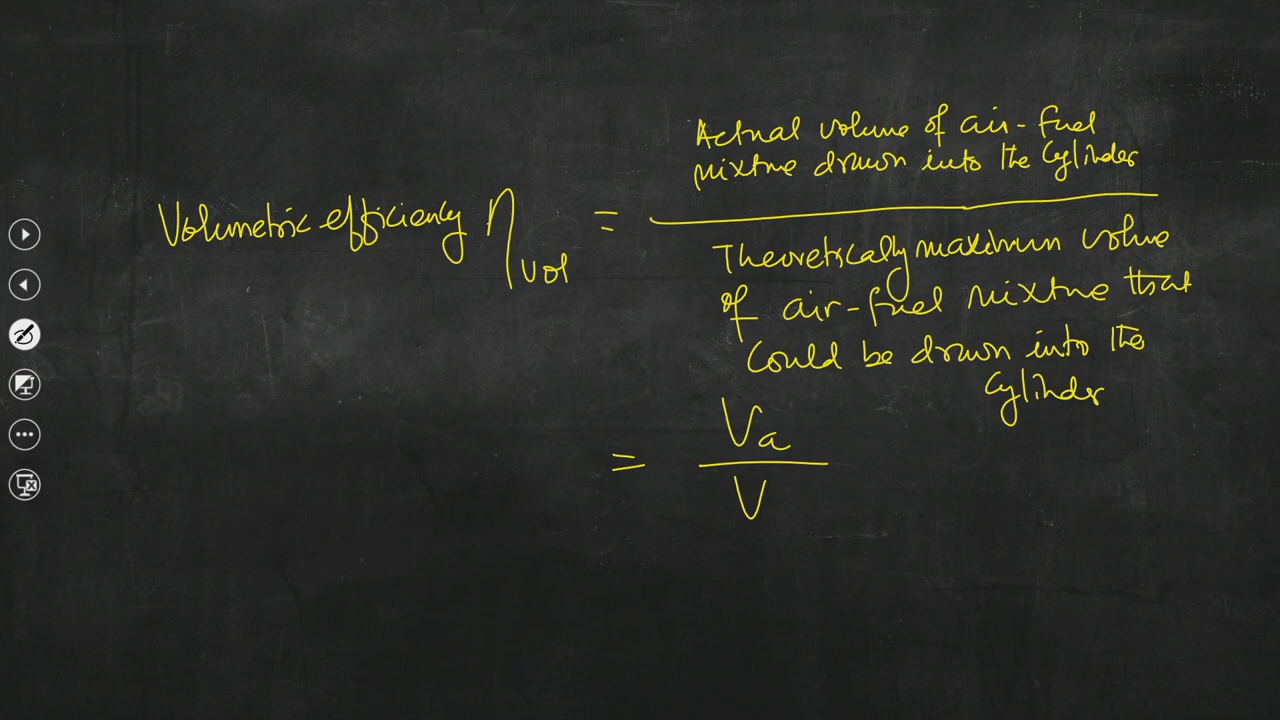 Actual volume of air-fuel
mixture drawn into the cylinder
Volumetric efficiency η vol =
Theoretically maximum volume
of air-fuel mixture that
could be drawn into the
cylinder
= Va
V